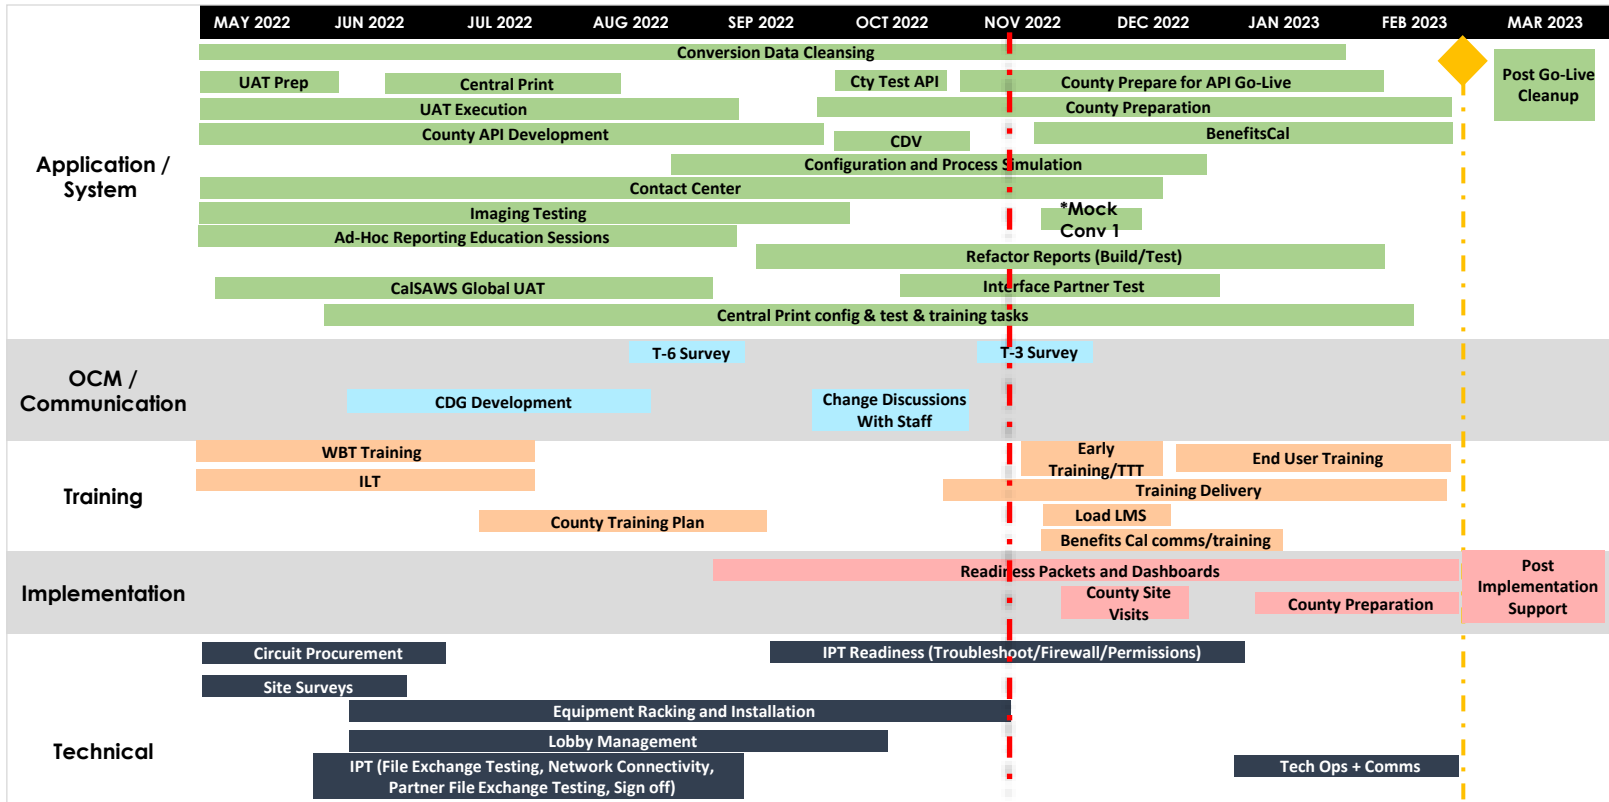 MAY 2022 JUN 2022 JUL 2022 AUG 2022 SEP 2022 OCT 2022 NOV 2022 DEC 2022 JAN 2023 FEB 2023 MAR 2023
Application /
System
Conversion Data Cleansing
UAT Prep
Central Print
Cty Test API
County Prepare for API Go-Live
Post Go-Live
Cleanup
UAT Execution
County Preparation
County API Development
CDV
BenefitsCal
Configuration and Process Simulation
Contact Center
Imaging Testing
*Mock
Conv 1
Ad-Hoc Reporting Education Sessions
Refactor Reports (Build/Test)
CalSAWS Global UAT
Interface Partner Test
Central Print config & test & training tasks
OCM /
Communication
T-6 Survey
T-3 Survey
CDG Development
Change Discussions
With Staff
Training
WBT Training
Early
Training/TTT
End User Training
ILT
Training Delivery
County Training Plan
Load LMS
Benefits Cal comms/training
Implementation
Readiness Packets and Dashboards
County Site
Visits
County Preparation
Post
Implementation
Support
Technical
Circuit Procurement
IPT Readiness (Troubleshoot/Firewall/Permissions)
Site Surveys
Equipment Racking and Installation
Lobby Management
IPT (File Exchange Testing, Network Connectivity,
Partner File Exchange Testing, Sign off)
Tech Ops + Comms